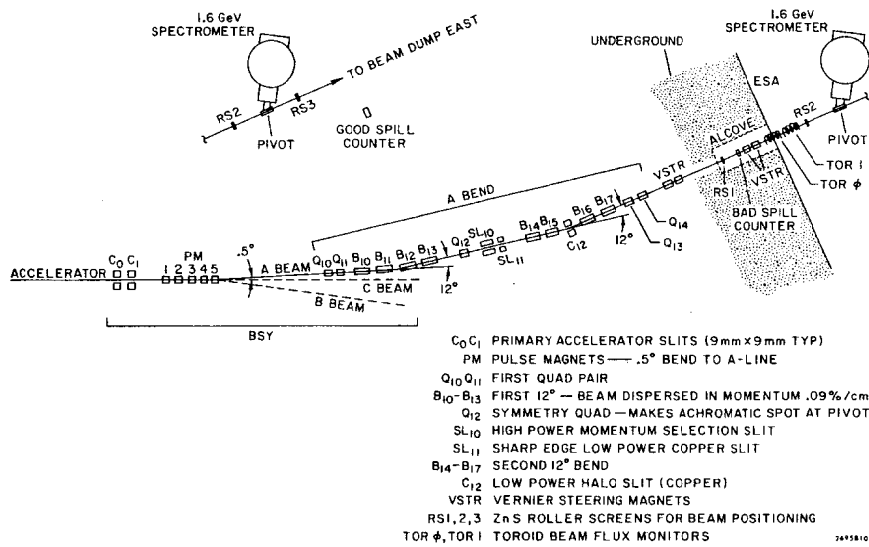 1.6 GeV
SPECTROMETER
TO BEAM DUMP EAST
RS2
RS3
PIVOT
GOOD SPILL
COUNTER
UNDERGROUND
1.6 GeV
SPECTROMETER
ESA
ALCOVE
RS2
PIVOT
TOR 1
TOR ϕ
VSTR
RS1
VSTR
BAD SPILL
COUNTER
A BEND
Q14
Q13
12°
B17
B16
C12
B15
B14
SL10
SL11
Q12
B13
B12
12°
B11
B10
Q11
Q10
ACCELERATOR
C0 C1
PM
1 2 3 4 5
.5°
A BEAM
C BEAM
B BEAM
BSY
C0C1 PRIMARY ACCELERATOR SLITS (9mm x 9mm TYP)
PM PULSE MAGNETS — .5° BEND TO A-LINE
Q10Q11 FIRST QUAD PAIR
B10-B13 FIRST 12° — BEAM DISPERSED IN MOMENTUM .09%/cm
Q12 SYMMETRY QUAD — MAKES ACHROMATIC SPOT AT PIVOT
SL10 HIGH POWER MOMENTUM SELECTION SLIT
SL11 SHARP EDGE LOW POWER COPPER SLIT
B14-B17 SECOND 12° BEND
C12 LOW POWER HALO SLIT (COPPER)
VSTR VERNIER STEERING MAGNETS
RS1,2,3 ZnS ROLLER SCREENS FOR BEAM POSITIONING
TOR ϕ, TOR 1 TOROID BEAM FLUX MONITORS